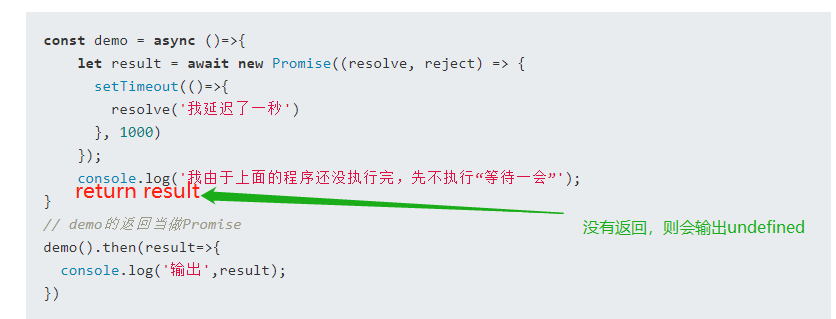 const demo = async ()=>{
let result = await new Promise((resolve, reject) => {
setTimeout(()=>{
resolve('我延迟了一秒')
}, 1000)
});
console.log('我由于上面的程序还没执行完，先不执行“等待一会”');
return result
}
没有返回，则会输出undefined
// demo的返回当做Promise
demo().then(result=>{
console.log('输出',result);
})